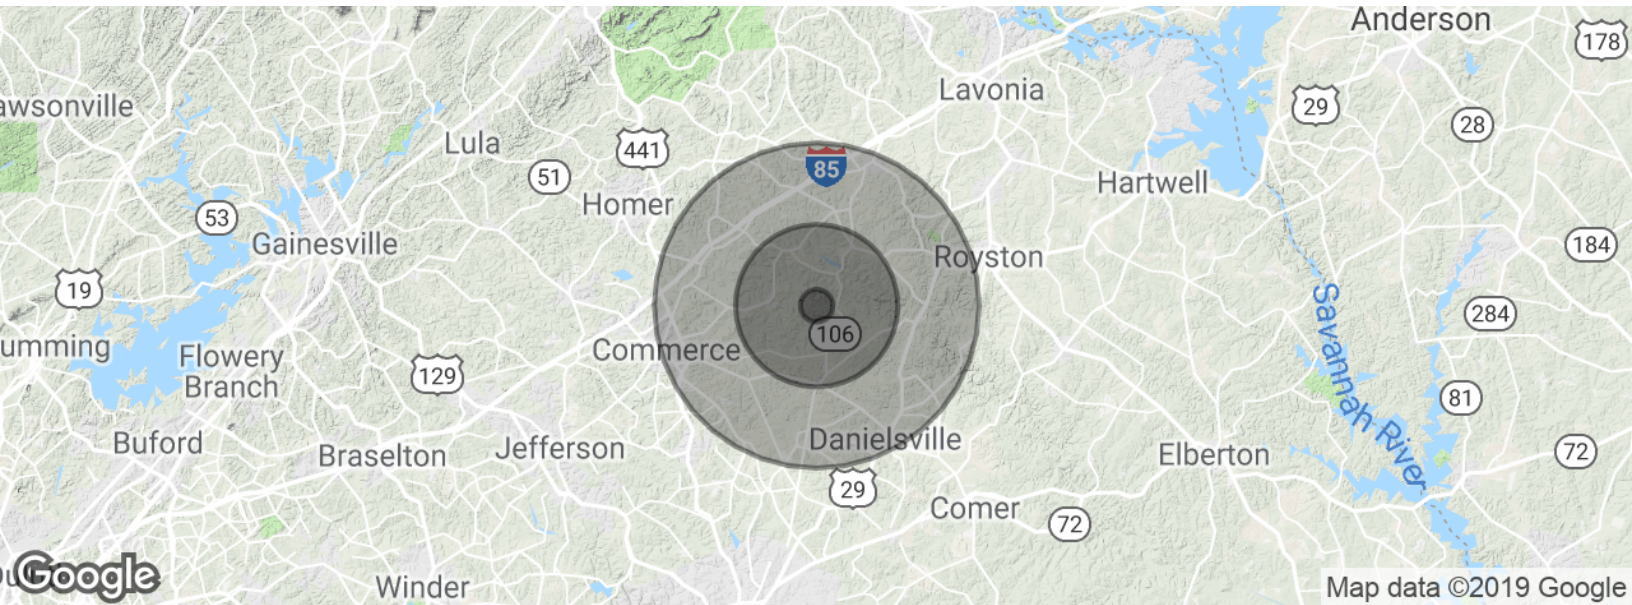 Anderson
178
Lavonia
awsonville
29
28
Lula
441
85
51
Hartwell
Homer
53
Gainesville
184
Royston
19
Savannah River
284
106
umming
Commerce
Flowery
Branch
129
81
Buford
Braselton
Jefferson
Danielsville
Elberton
72
29
Comer
72
Google
Winder
Map data ©2019 Google